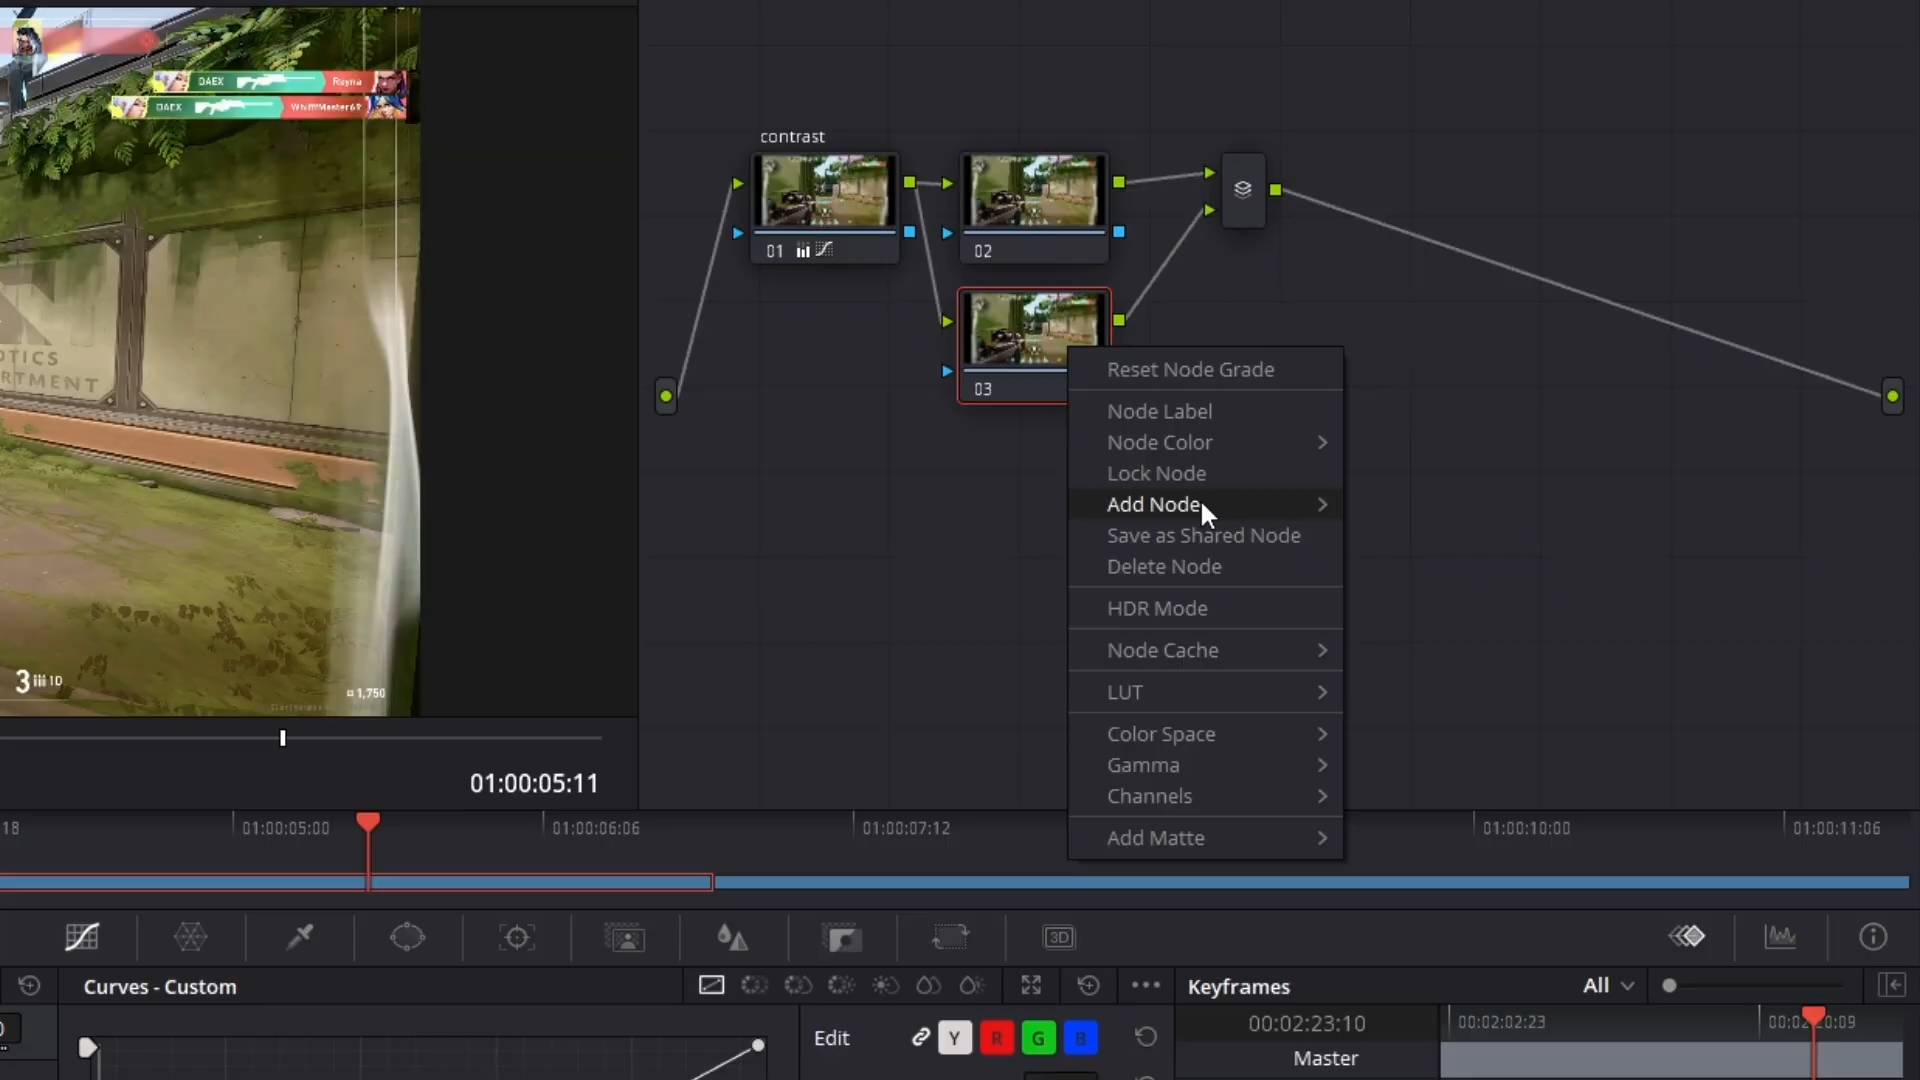 DAEX Reyna
DAEX WhiffMaster69
OTICS
RTMENT
3
1,750
contrast
01
02
03
Reset Node Grade
Node Label
Node Color
Lock Node
Add Node
Save as Shared Node
Delete Node
HDR Mode
Node Cache
LUT
Color Space
Gamma
Channels
Add Matte
01:00:05:11
18 01:00:05:00 01:00:06:06 01:00:07:12 01:00:10:00 01:00:11:06
3D
Curves - Custom
Keyframes All
Edit Y R G B
00:02:23:10 00:02:02:23
Master